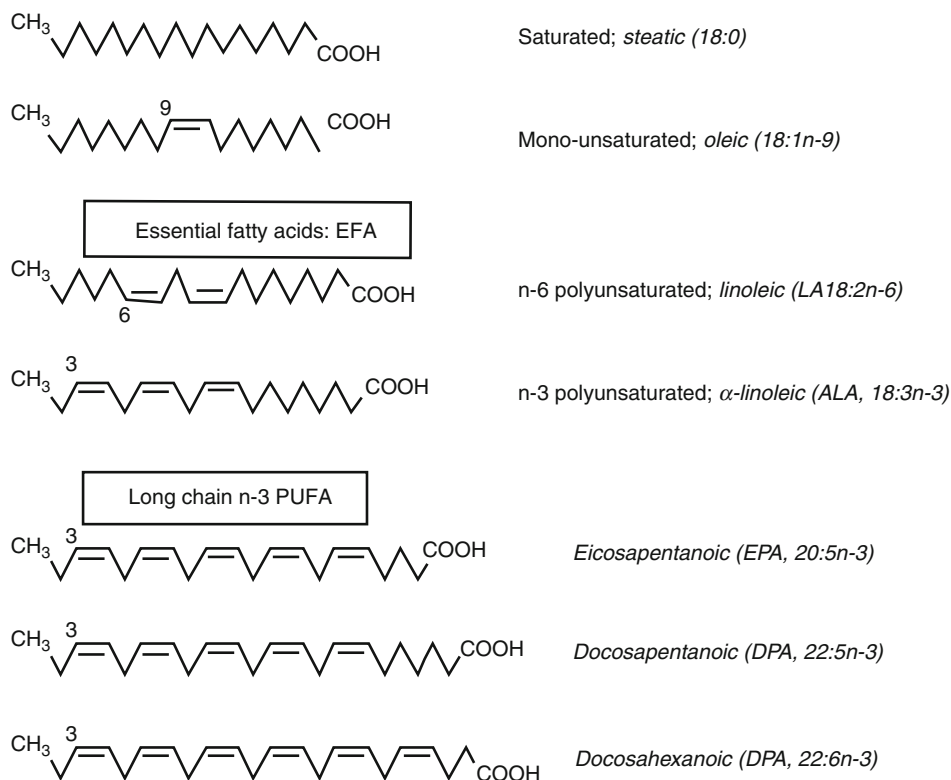 CH3 COOH Saturated; steatic (18:0)
9
CH3 COOH Mono-unsaturated; oleic (18:1n-9)
Essential fatty acids: EFA
CH3 COOH n-6 polyunsaturated; linoleic (LA18:2n-6)
6
3
CH3 COOH n-3 polyunsaturated; α-linoleic (ALA, 18:3n-3)
Long chain n-3 PUFA
3
CH3 COOH Eicosapentanoic (EPA, 20:5n-3)
3
CH3 COOH Docosapentanoic (DPA, 22:5n-3)
3
CH3 COOH Docosahexanoic (DPA, 22:6n-3)